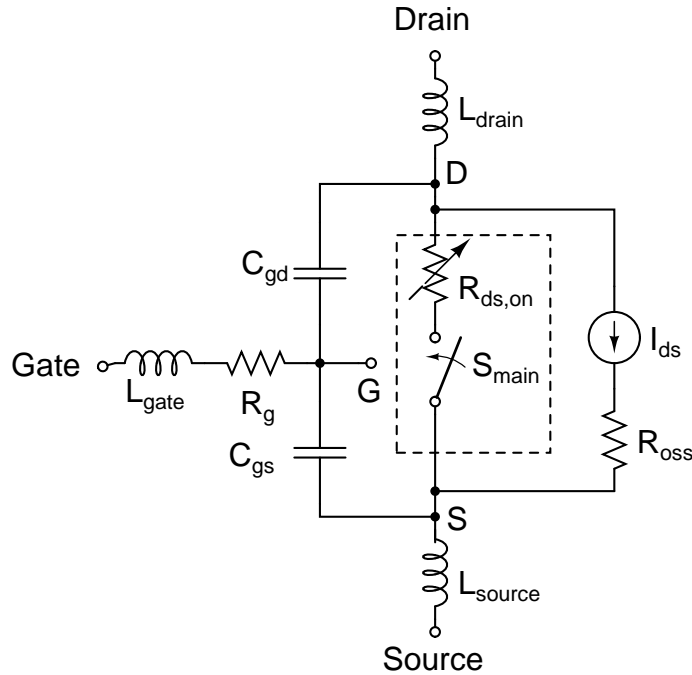 Drain
L_drain
D
C_gd
R_ds,on
I_ds
Gate
L_gate
R_g
G
S_main
C_gs
R_oss
S
L_source
Source